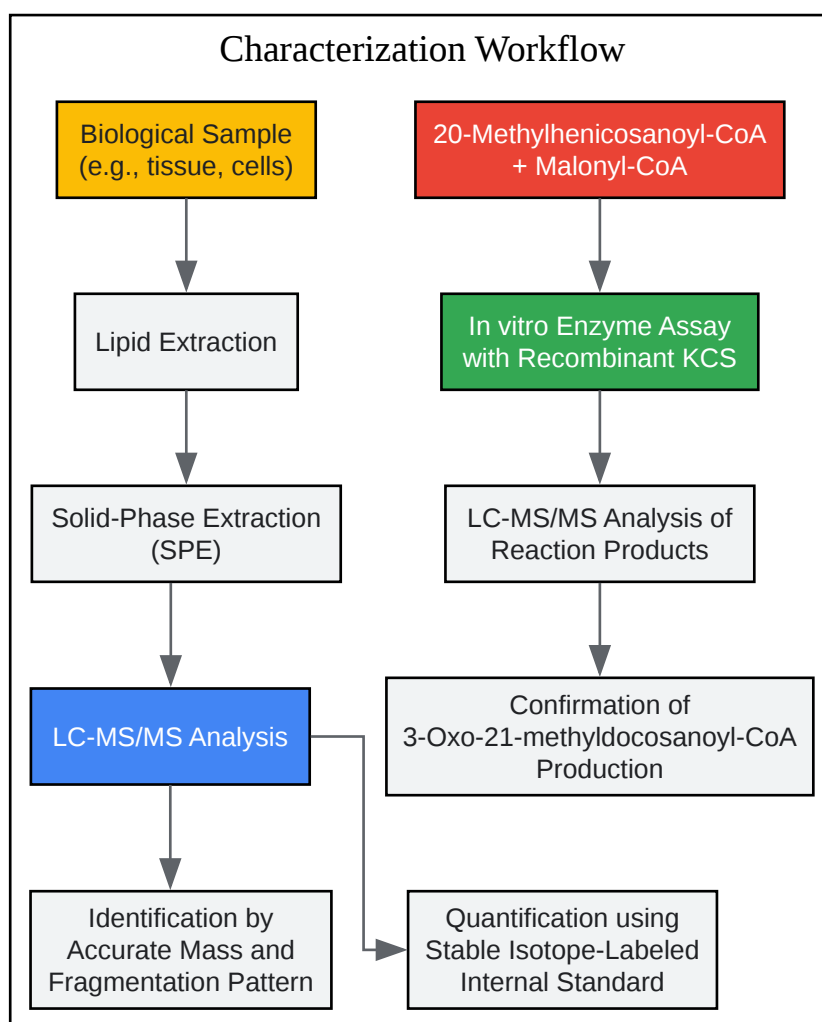 Characterization Workflow
Biological Sample
(e.g., tissue, cells)
20-Methylhenicosanoyl-CoA
+ Malonyl-CoA
Lipid Extraction
In vitro Enzyme Assay
with Recombinant KCS
Solid-Phase Extraction
(SPE)
LC-MS/MS Analysis of
Reaction Products
LC-MS/MS Analysis
Confirmation of
3-Oxo-21-methyldocosanoyl-CoA
Production
Identification by
Accurate Mass and
Fragmentation Pattern
Quantification using
Stable Isotope-Labeled
Internal Standard